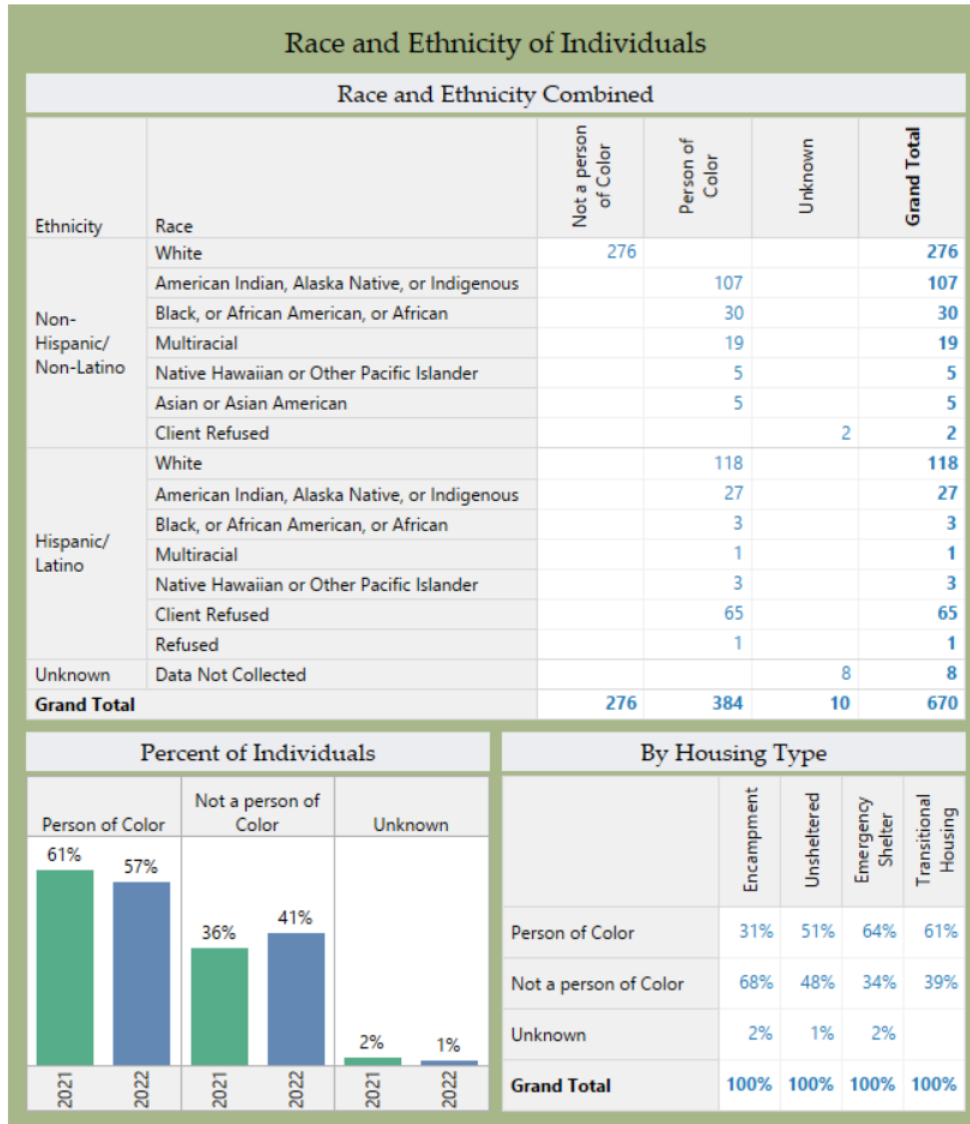 Race and Ethnicity of Individuals
Race and Ethnicity Combined
Ethnicity Race Not a person of Color Person of Color Unknown Grand Total
Non-Hispanic/ Non-Latino
White 276 276
American Indian, Alaska Native, or Indigenous 107 107
Black, or African American, or African 30 30
Multiracial 19 19
Native Hawaiian or Other Pacific Islander 5 5
Asian or Asian American 5 5
Client Refused 2 2
Hispanic/ Latino
White 118 118
American Indian, Alaska Native, or Indigenous 27 27
Black, or African American, or African 3 3
Multiracial 1 1
Native Hawaiian or Other Pacific Islander 3 3
Client Refused 65 65
Refused 1 1
Unknown Data Not Collected 8 8
Grand Total 276 384 10 670
Percent of Individuals
Person of Color Not a person of Color Unknown
61% 57% 36% 41% 2% 1%
2021 2022 2021 2022 2021 2022
By Housing Type
Encampment Unsheltered Emergency Shelter Transitional Housing
Person of Color 31% 51% 64% 61%
Not a person of Color 68% 48% 34% 39%
Unknown 2% 1% 2%
Grand Total 100% 100% 100% 100%